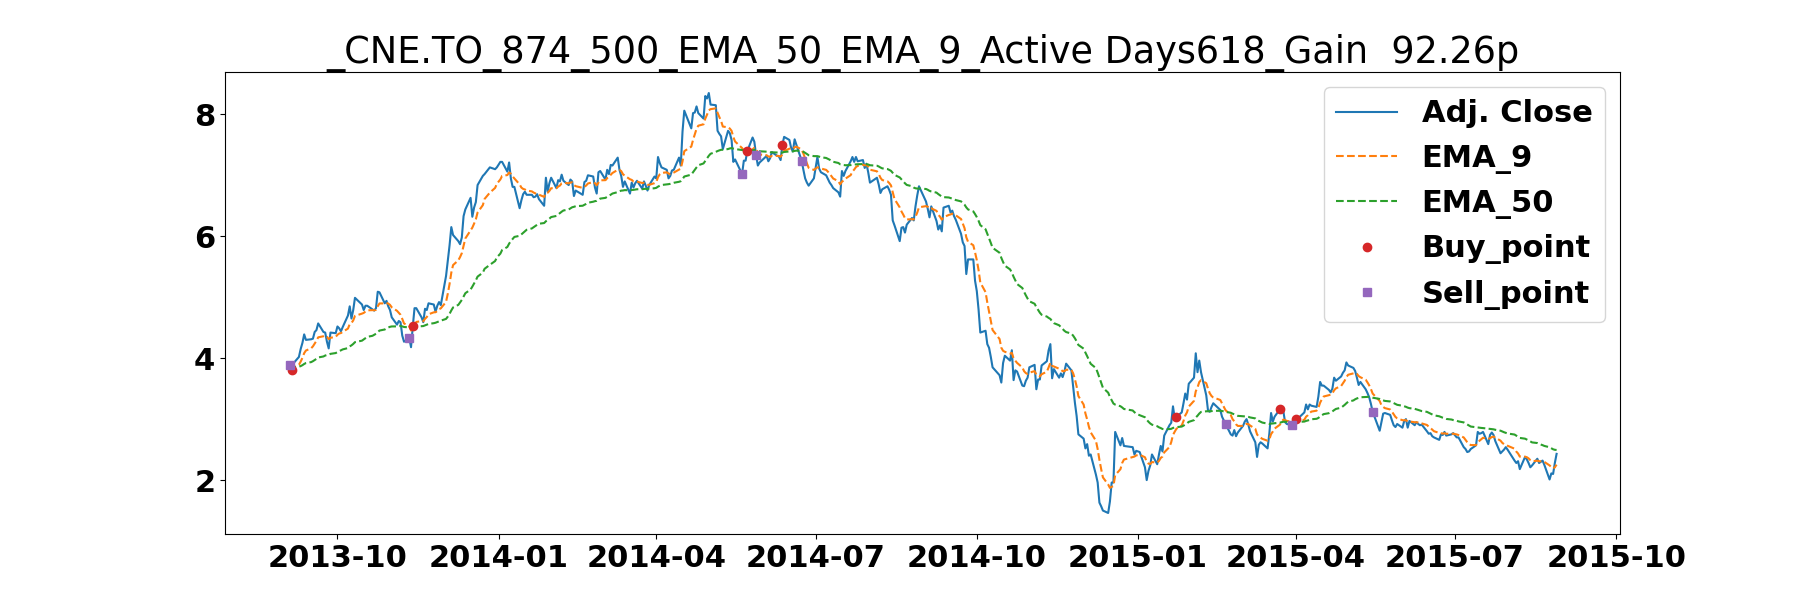 _CNE.TO_874_500_EMA_50_EMA_9_Active Days618_Gain  92.26p
Adj. Close
EMA_9
EMA_50
Buy_point
Sell_point
8
6
4
2
2013-10 2014-01 2014-04 2014-07 2014-10 2015-01 2015-04 2015-07 2015-10